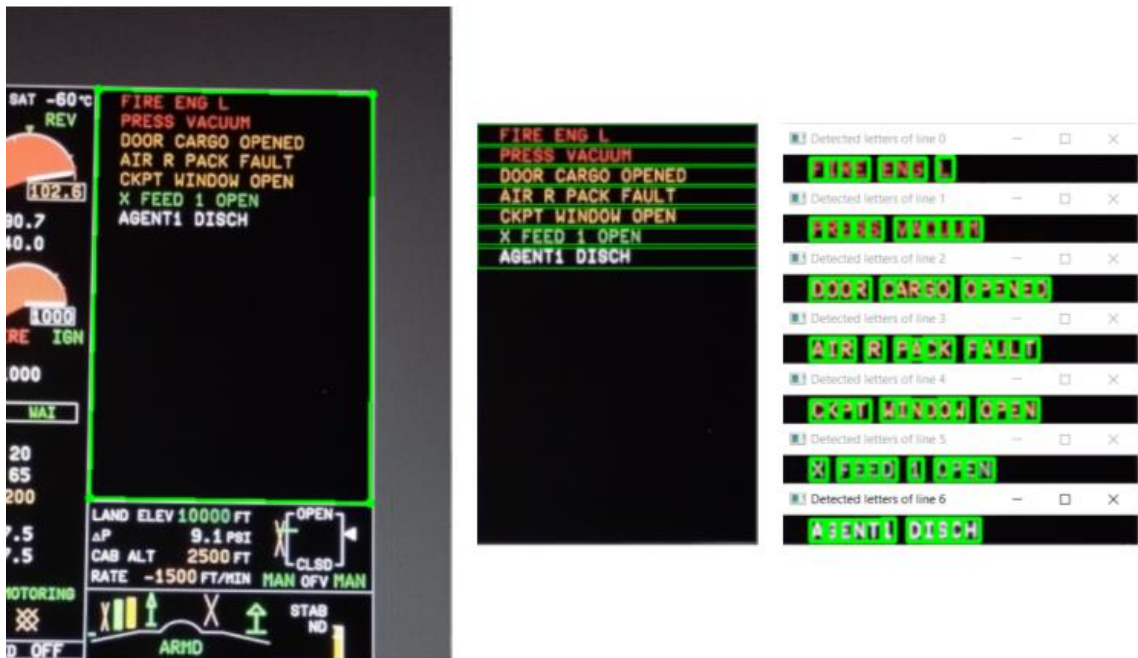 SAT -60℃
REV
102.6
90.7
40.0
1000
IGN
000
WAI
20
65
200
7.5
7.5
MOTORING
OFF
FIRE ENG L
PRESS VACUUM
DOOR CARGO OPENED
AIR R PACK FAULT
CKPT WINDOW OPEN
X FEED 1 OPEN
AGENT1 DISCH
LAND ELEV 10000 FT
ΔP 9.1 PSI
CAB ALT 2500 FT
RATE -1500 FT/MIN
OPEN
CLSD
MAN OFV MAN
STAB
ND
ARMD
FIRE ENG L
PRESS VACUUM
DOOR CARGO OPENED
AIR R PACK FAULT
CKPT WINDOW OPEN
X FEED 1 OPEN
AGENT1 DISCH
Detected letters of line 0
FIRE ENG L
Detected letters of line 1
PRESS VACUUM
Detected letters of line 2
DOOR CARGO OPENED
Detected letters of line 3
AIR R PACK FAULT
Detected letters of line 4
CKPT WINDOW OPEN
Detected letters of line 5
X FEED 1 OPEN
Detected letters of line 6
AGENT1 DISCH